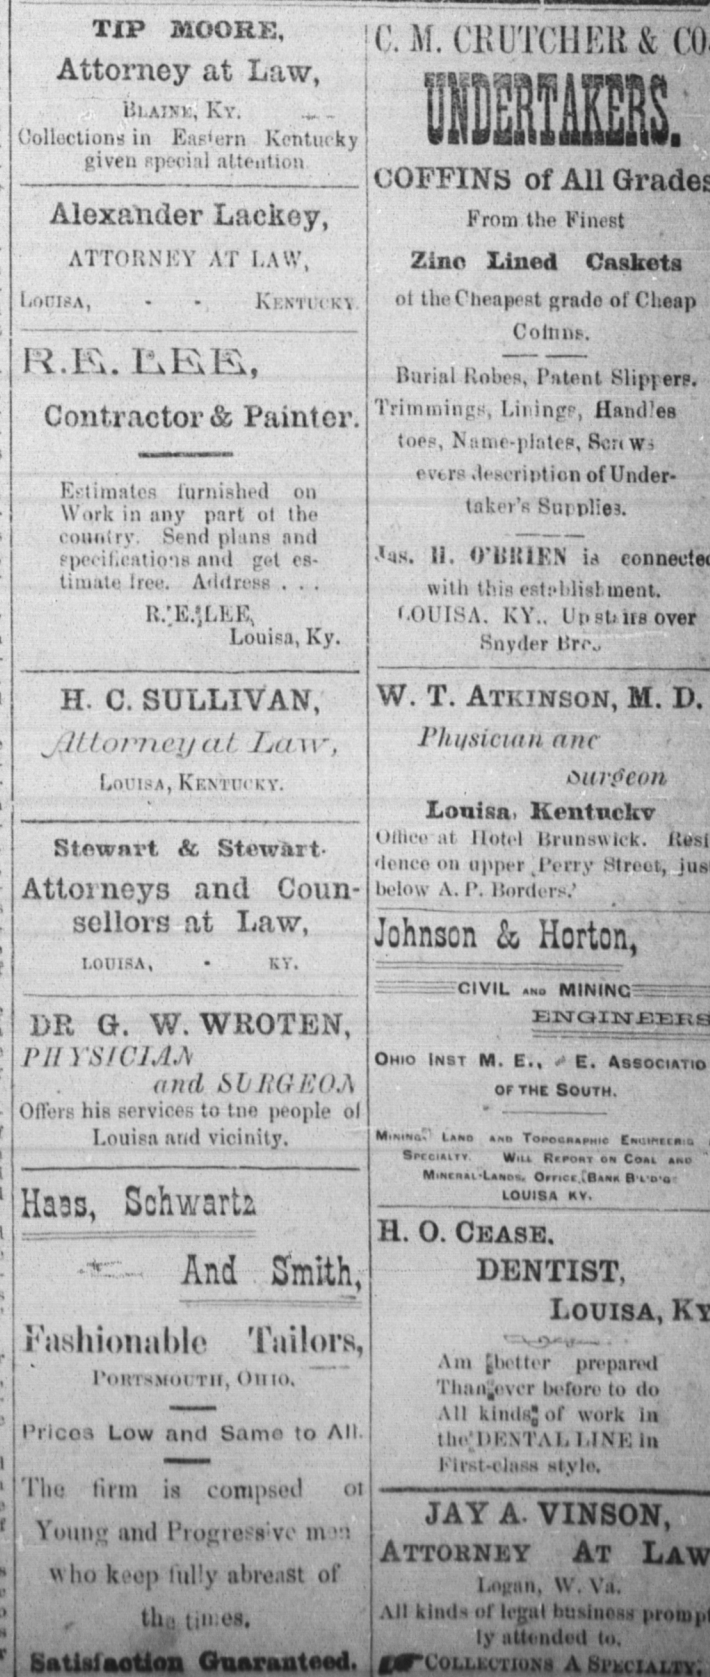 TIP MOORE,
Attorney at Law,
BLAINE, KY.
Collections in Eastern Kentucky
given special attention
Alexander Lackey,
ATTORNEY AT LAW,
LOUISA, - - KENTUCKY.
R. E. LEE,
Contractor & Painter.
Estimates furnished on
Work in any part of the
country. Send plans and
specifications and get es-
timate free. Address . . .
R. E. LEE,
Louisa, Ky.
H. C. SULLIVAN,
Attorney at Law,
LOUISA, KENTUCKY.
Stewart & Stewart.
Attorneys and Coun-
sellors at Law,
LOUISA, - KY.
DR G. W. WROTEN,
PHYSICIAN
and SURGEON
Offers his services to tne people of
Louisa and vicinity.
Haas, Schwartz
And Smith,
Fashionable Tailors,
PORTSMOUTH, OHIO.
Prices Low and Same to All.
The firm is compsed of
Young and Progressive men
who keep fully abreast of
the times.
Satisfaction Guaranteed.
C. M. CRUTCHER & CO.
UNDERTAKERS.
COFFINS of All Grades
From the Finest
Zinc Lined Caskets
of the Cheapest grade of Cheap
Coffins.
Burial Robes, Patent Slippers.
Trimmings, Linings, Handles
toes, Name-plates, Screws
evers description of Under-
taker's Supplies.
Jas. H. O'BRIEN is connected
with this establishment.
LOUISA. KY.. Upstairs over
Snyder Bro.,
W. T. ATKINSON, M. D.
Physician anc
surgeon
Louisa, Kentucky
Office at Hotel Brunswick. Resi
dence on upper Perry Street, jus
below A. P. Borders.
Johnson & Horton,
CIVIL AND MINING
ENGINEERS
OHIO INST M. E., E. ASSOCIATIO
OF THE SOUTH.
MINING, LAND AND TOPOGRAPHIC ENGINEERIG
SPECIALTY. WILL REPORT ON COAL AND
MINERAL-LANDS. OFFICE, BANK B'L'D'G
LOUISA KY.
H. O. CEASE,
DENTIST,
LOUISA, KY
Am better prepared
Than ever before to do
All kinds of work in
the DENTAL LINE in
First-class style.
JAY A. VINSON,
ATTORNEY AT LAW
Logan, W. Va.
All kinds of legal business prompt
ly attended to.
COLLECTIONS A SPECIALTY.